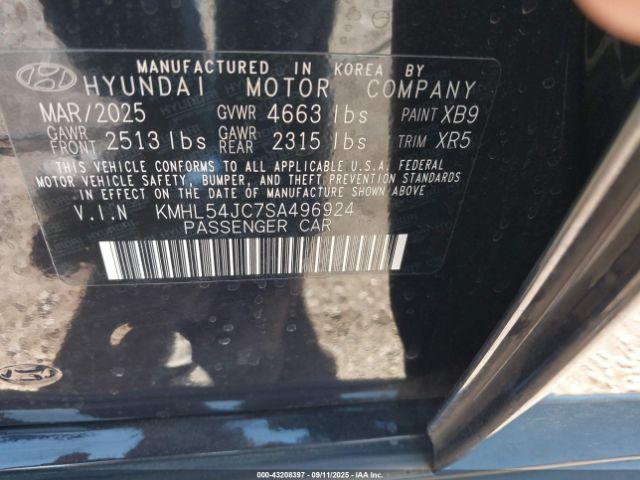 MANUFACTURED IN KOREA BY
HYUNDAI MOTOR COMPANY
MAR/2025 GVWR 4663 lbs PAINT XB9
GAWR FRONT 2513 lbs GAWR REAR 2315 lbs TRIM XR5
THIS VEHICLE CONFORMS TO ALL APPLICABLE U.S.A. FEDERAL
MOTOR VEHICLE SAFETY, BUMPER, AND THEFT PREVENTION STANDARDS
IN EFFECT ON THE DATE OF MANUFACTURE SHOWN ABOVE.
V.I.N KMHL54JC7SA496924
PASSENGER CAR
000-43208397 - 09/11/2025 - IAA Inc.